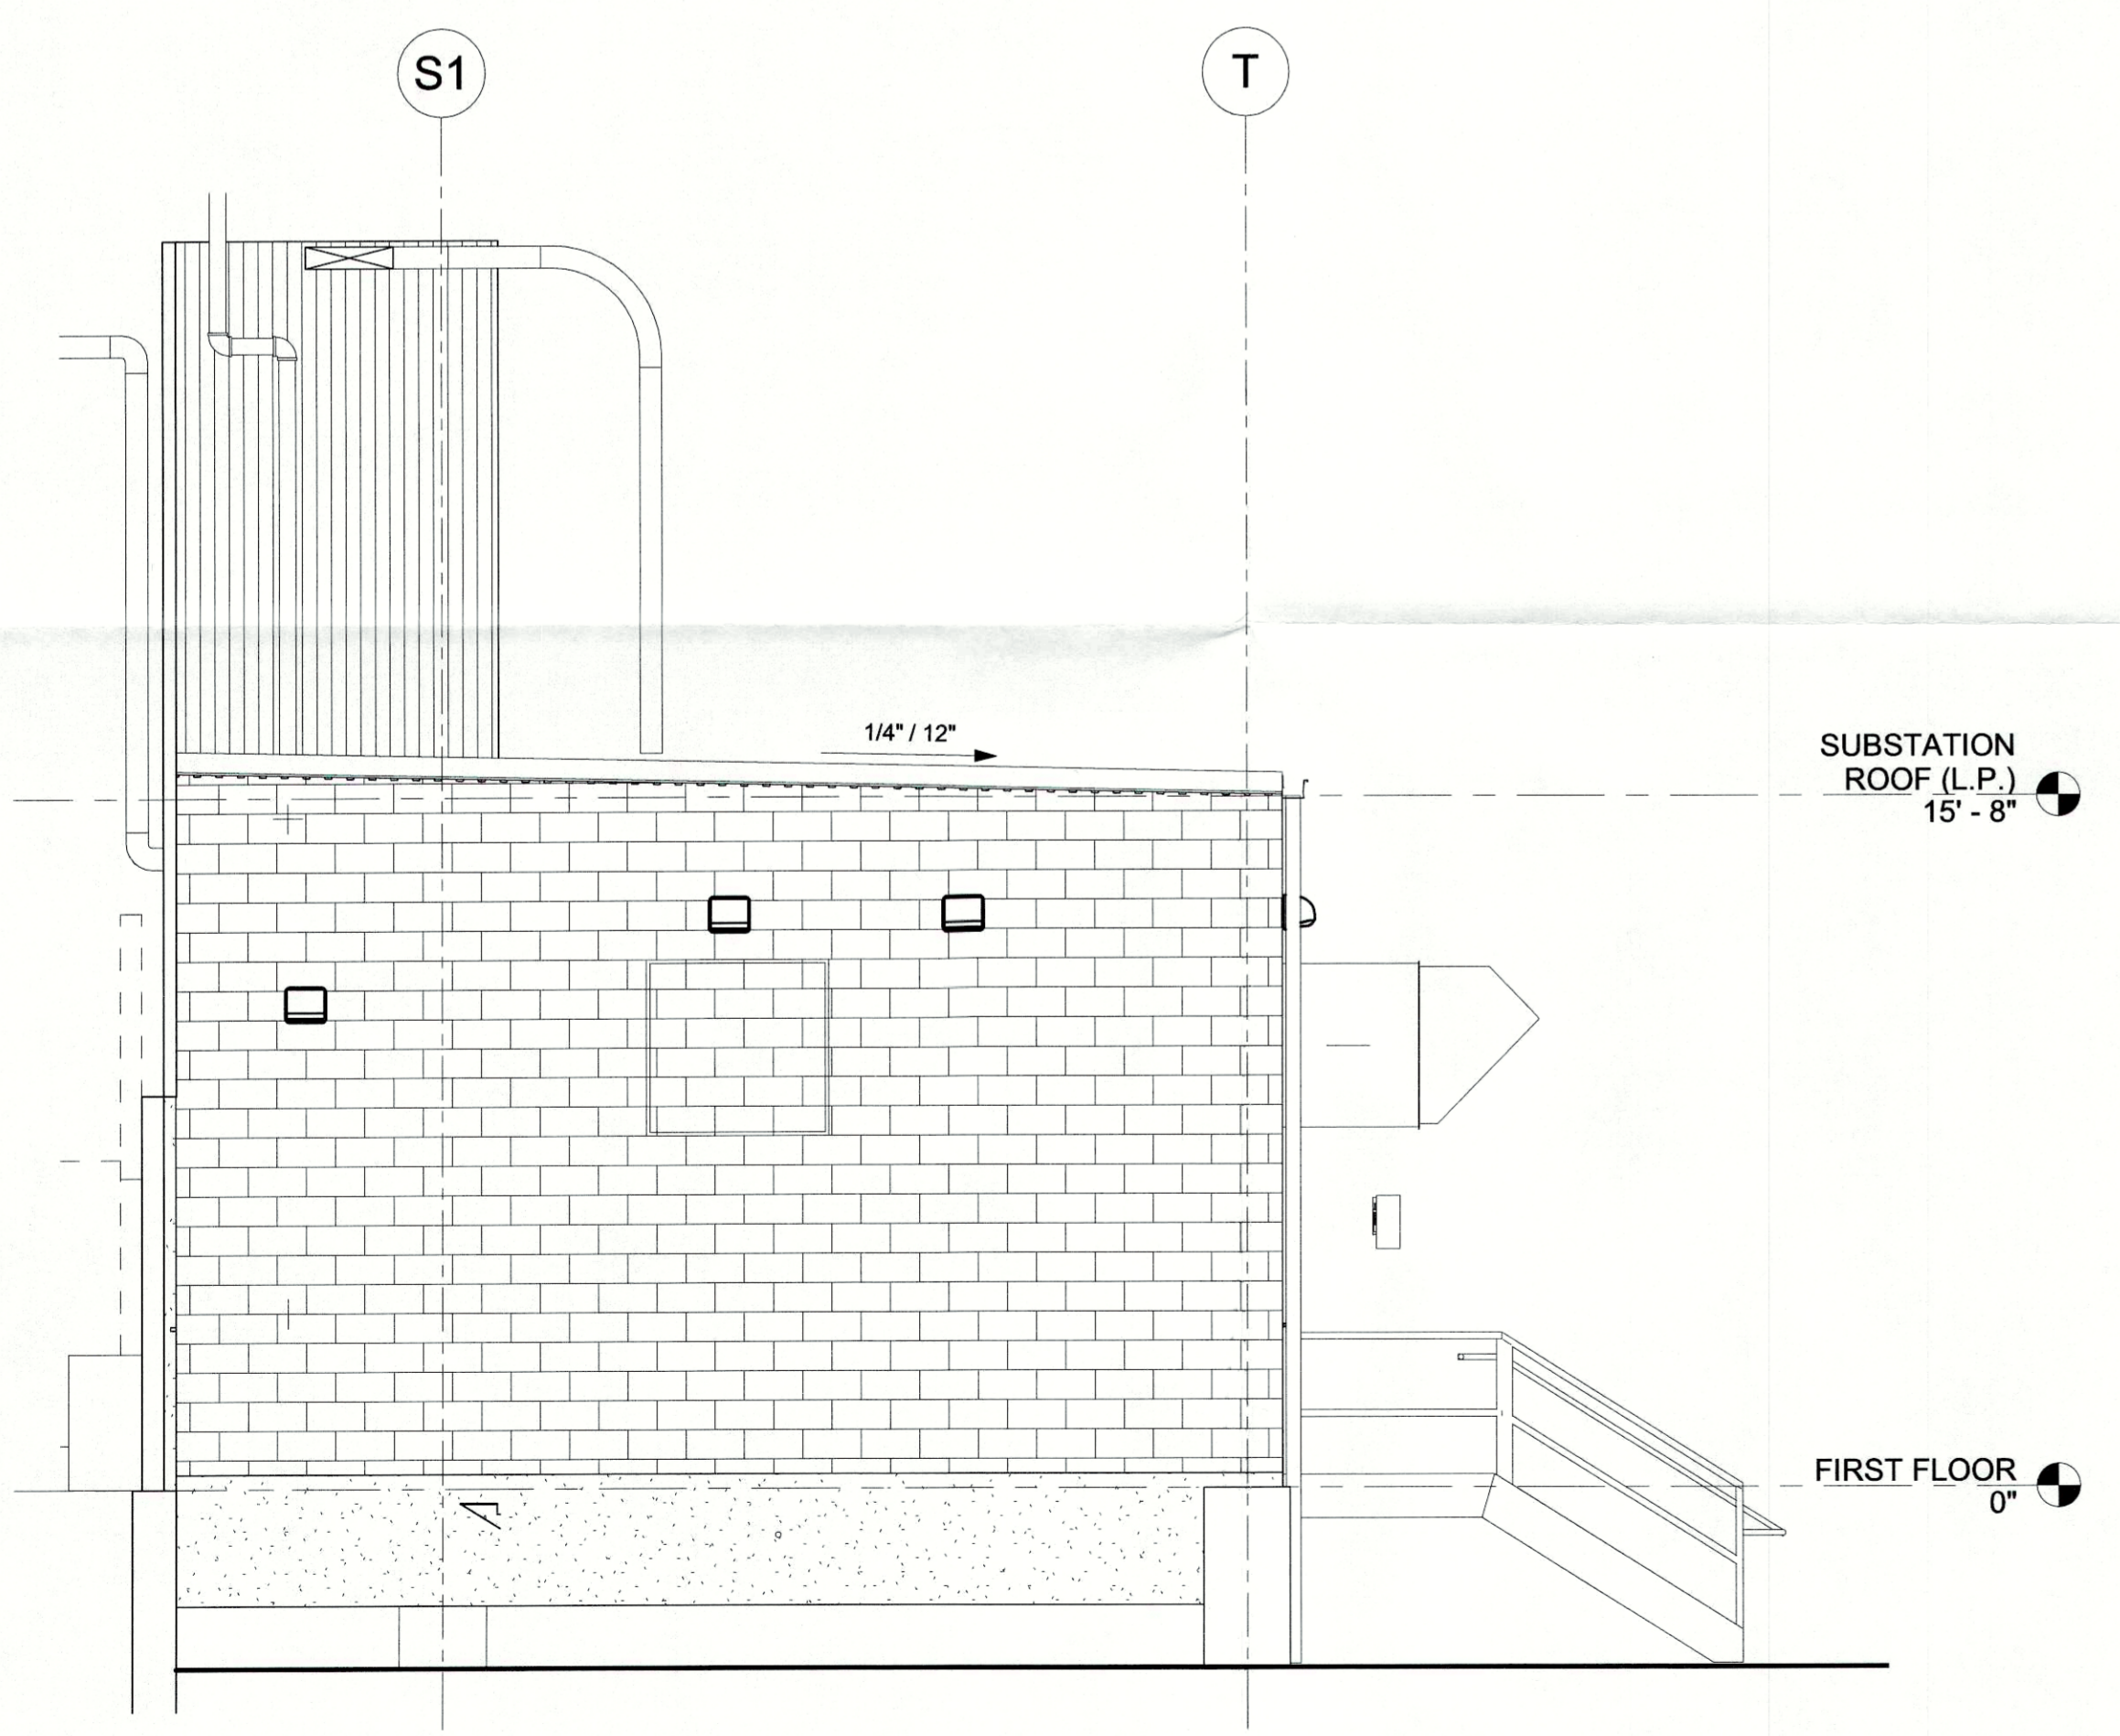 S1
T
1/4" / 12"
SUBSTATION
ROOF (L.P.)
15' - 8"
FIRST FLOOR
0"